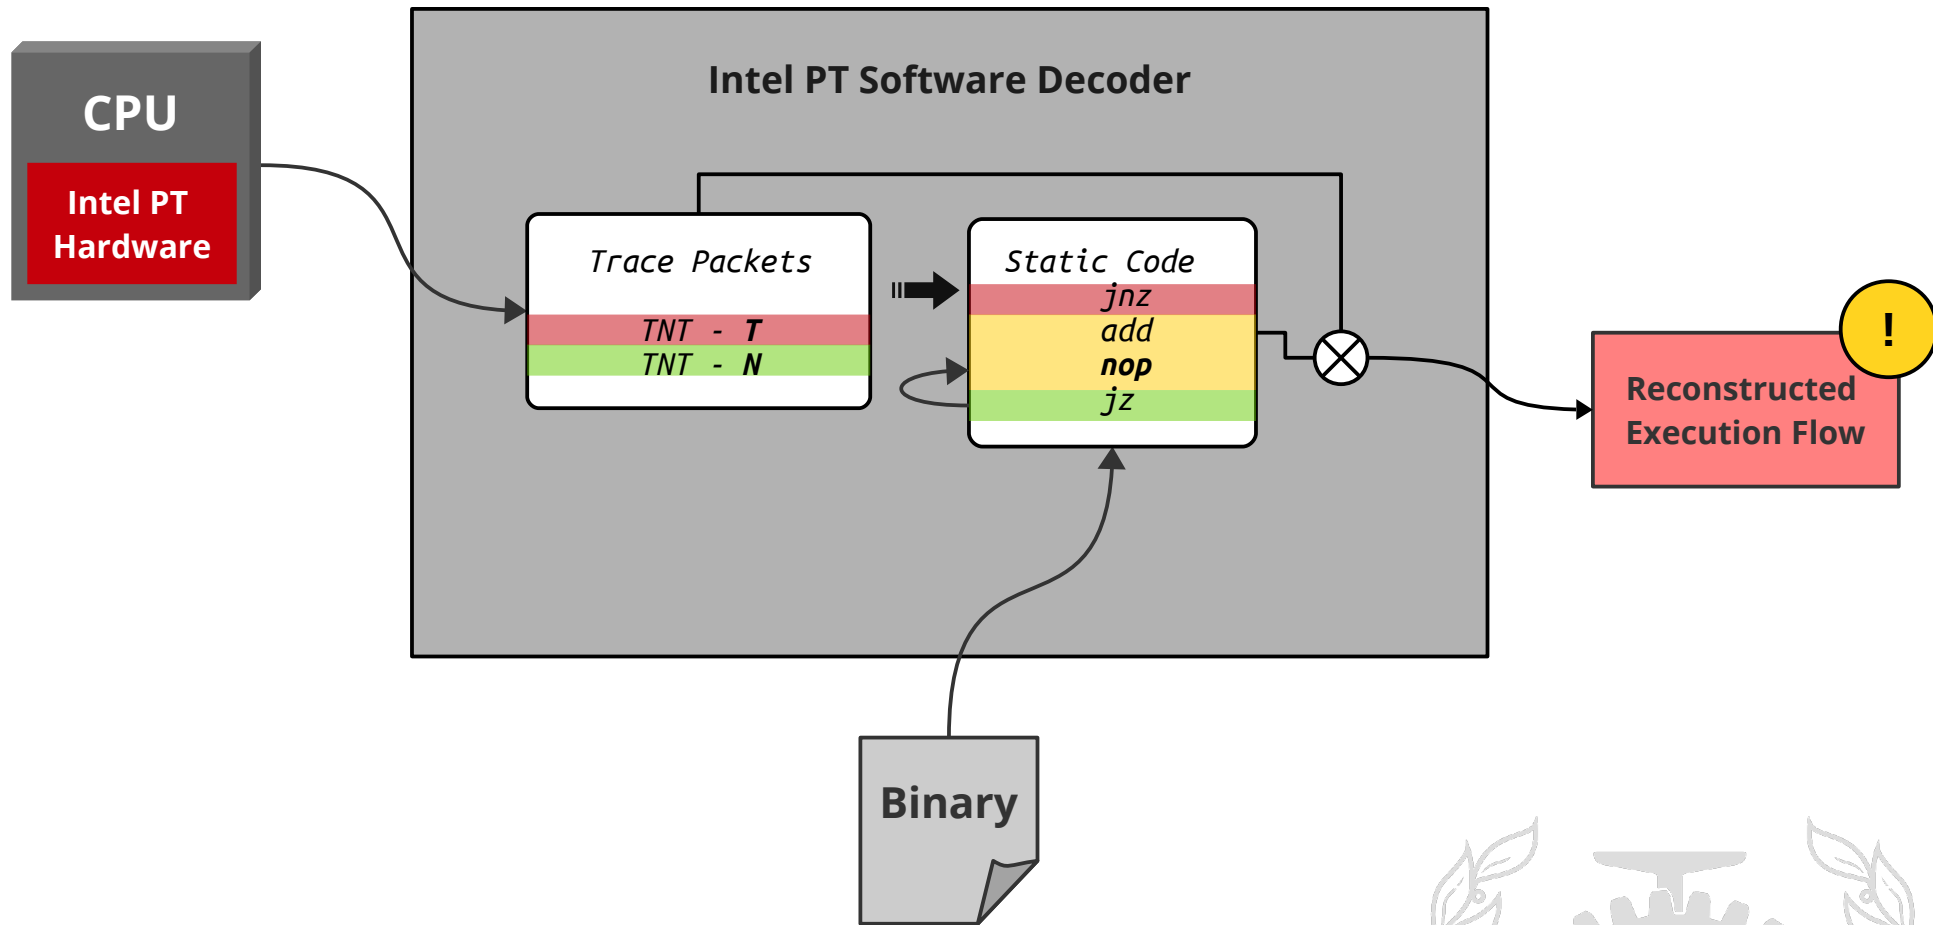 Intel PT Software Decoder
CPU
Intel PT
Hardware
Trace Packets
TNT - T
TNT - N
Static Code
jnz
add
nop
jz
!
Reconstructed
Execution Flow
Binary